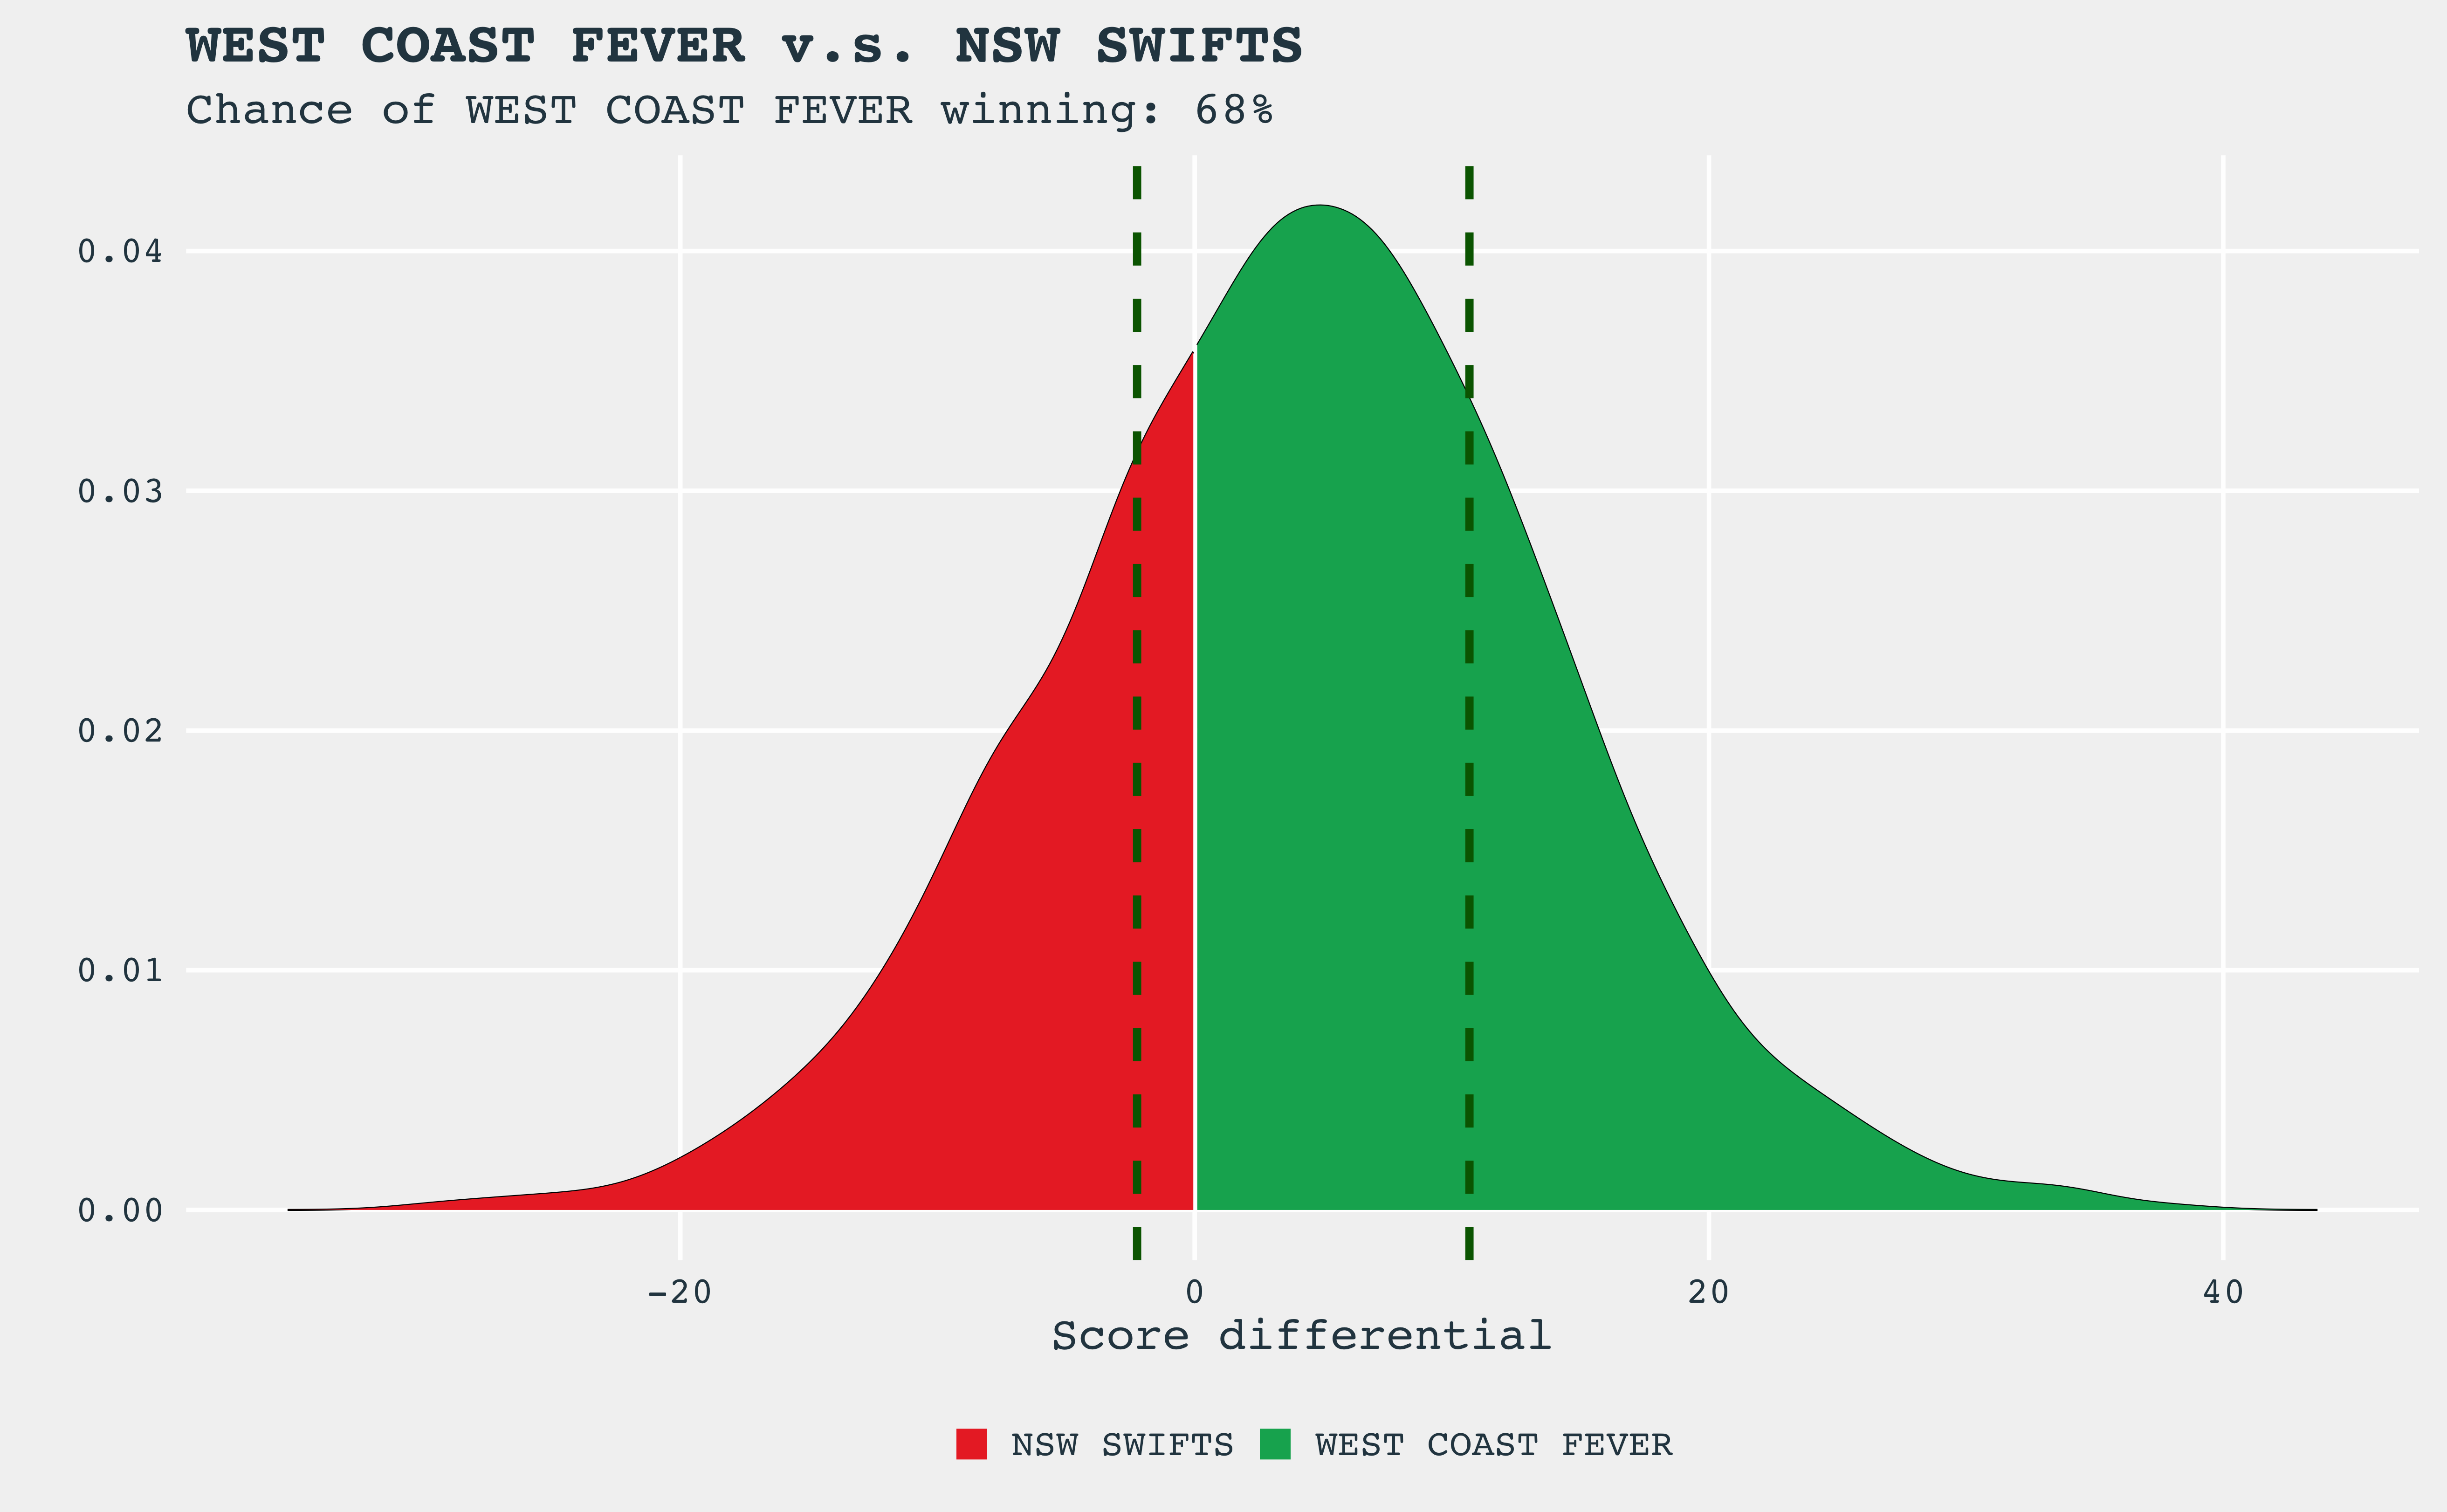 WEST COAST FEVER v.s. NSW SWIFTS
Chance of WEST COAST FEVER winning: 68%
0.04
0.03
0.02
0.01
0.00
-20 0 20 40
Score differential
NSW SWIFTS WEST COAST FEVER